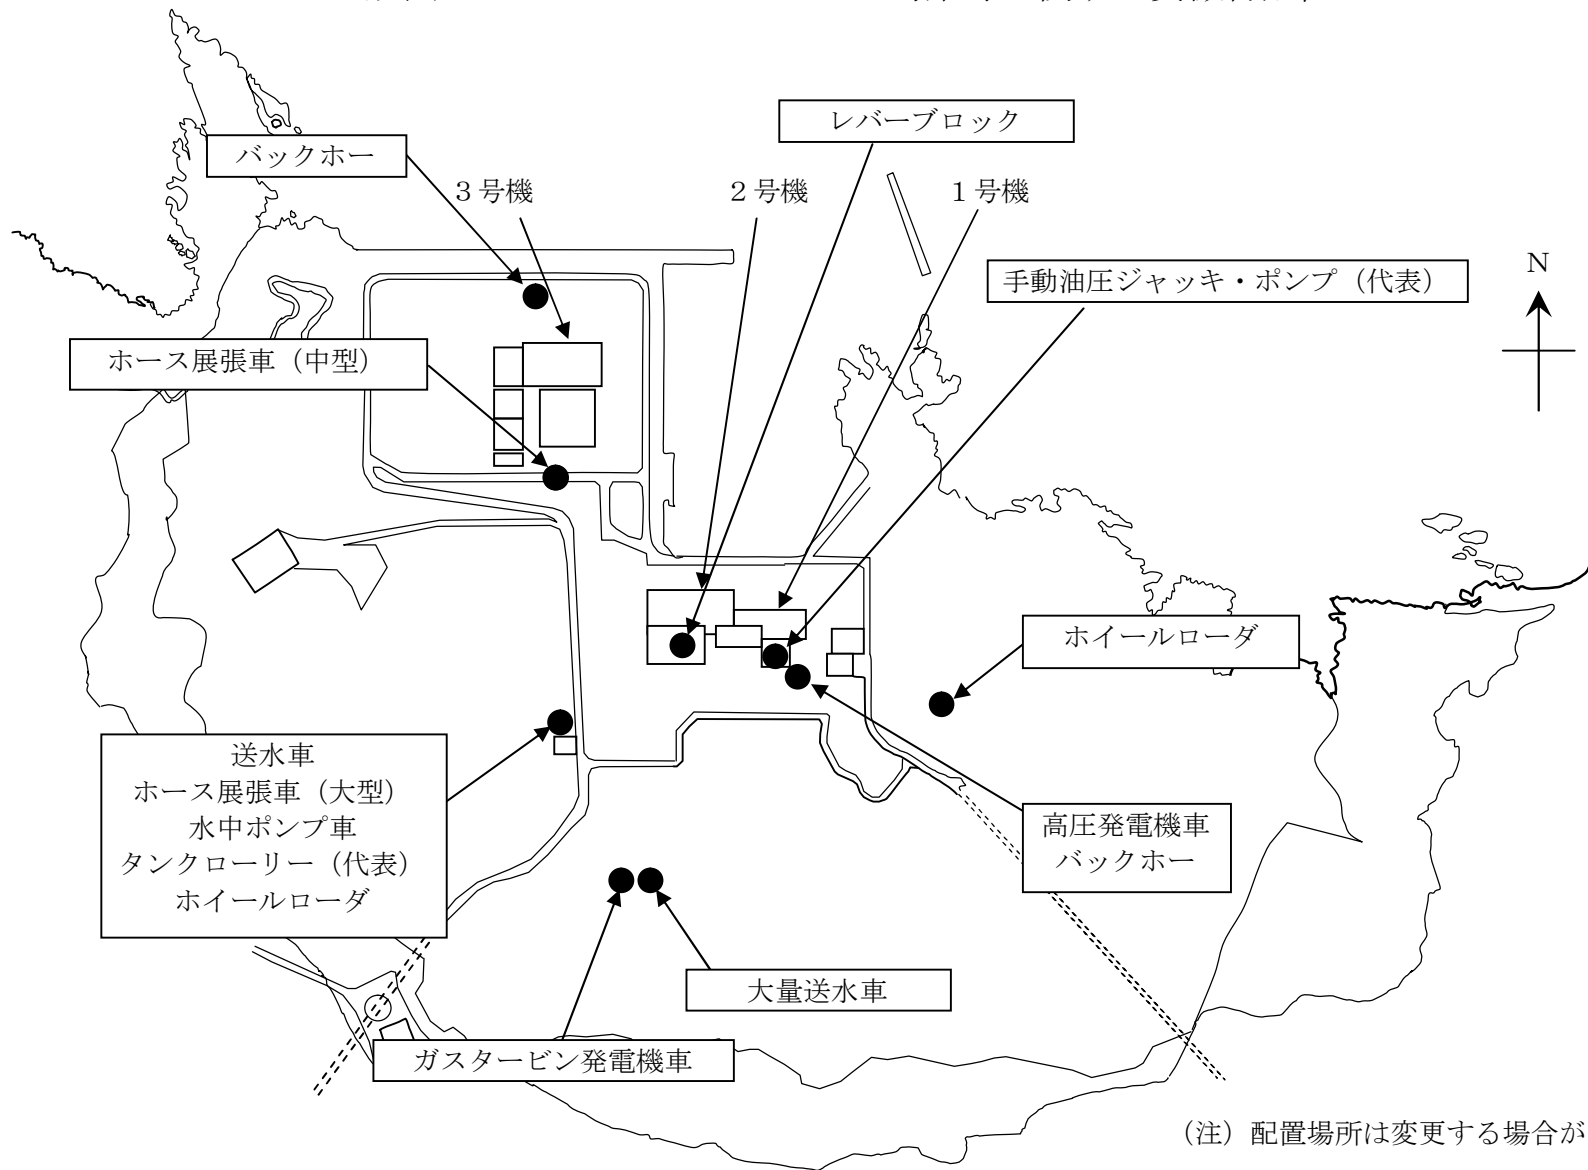 レバーブロック
バックホー
３号機
２号機
１号機
手動油圧ジャッキ・ポンプ（代表）
N
ホース展張車（中型）
ホイールローダ
送水車
ホース展張車（大型）
水中ポンプ車
タンクローリー（代表）
ホイールローダ
高圧発電機車
バックホー
大量送水車
ガスタービン発電機車
（注）配置場所は変更する場合が